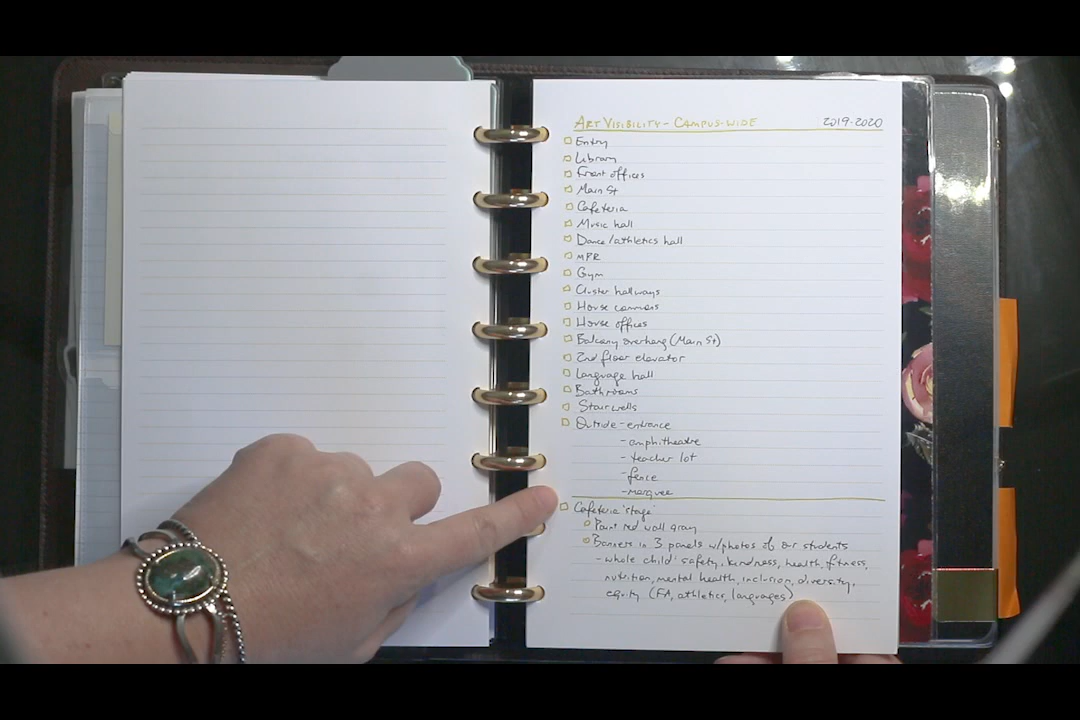 ART VISIBILITY - CAMPUS-WIDE 2019-2020
Entry
Library
Front offices
Main St
Cafeteria
Music hall
Dance/athletics hall
MPR
Gym
Cluster hallways
House commons
House offices
Balcony overhang (Main St)
2nd floor elevator
Language hall
Bathrooms
Stairwells
Outside - entrance
- amphitheatre
- teacher lot
- fence
- marquee
Cafeteria "stage"
Paint red wall gray
Banners in 3 panels w/photos of our students
- whole child: safety, kindness, health, fitness,
nutrition, mental health, inclusion, diversity,
equity (FA, athletics, languages)